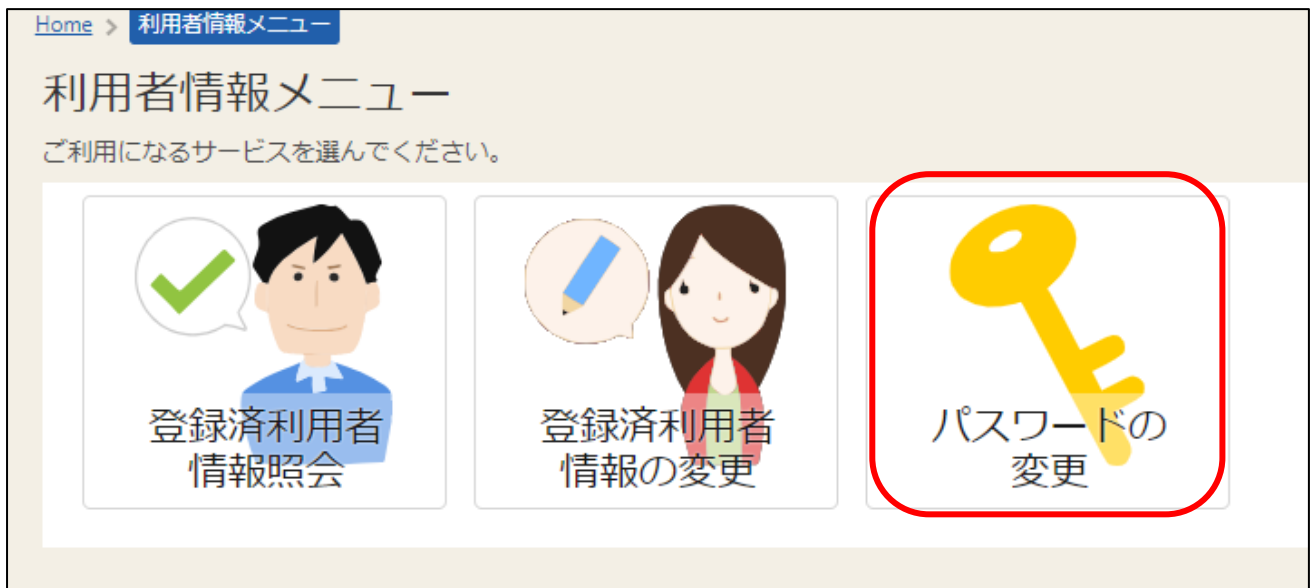 Home > 利用者情報メニュー
利用者情報メニュー
ご利用になるサービスを選んでください。
登録済利用者
情報照会
登録済利用者
情報の変更
パスワードの
変更